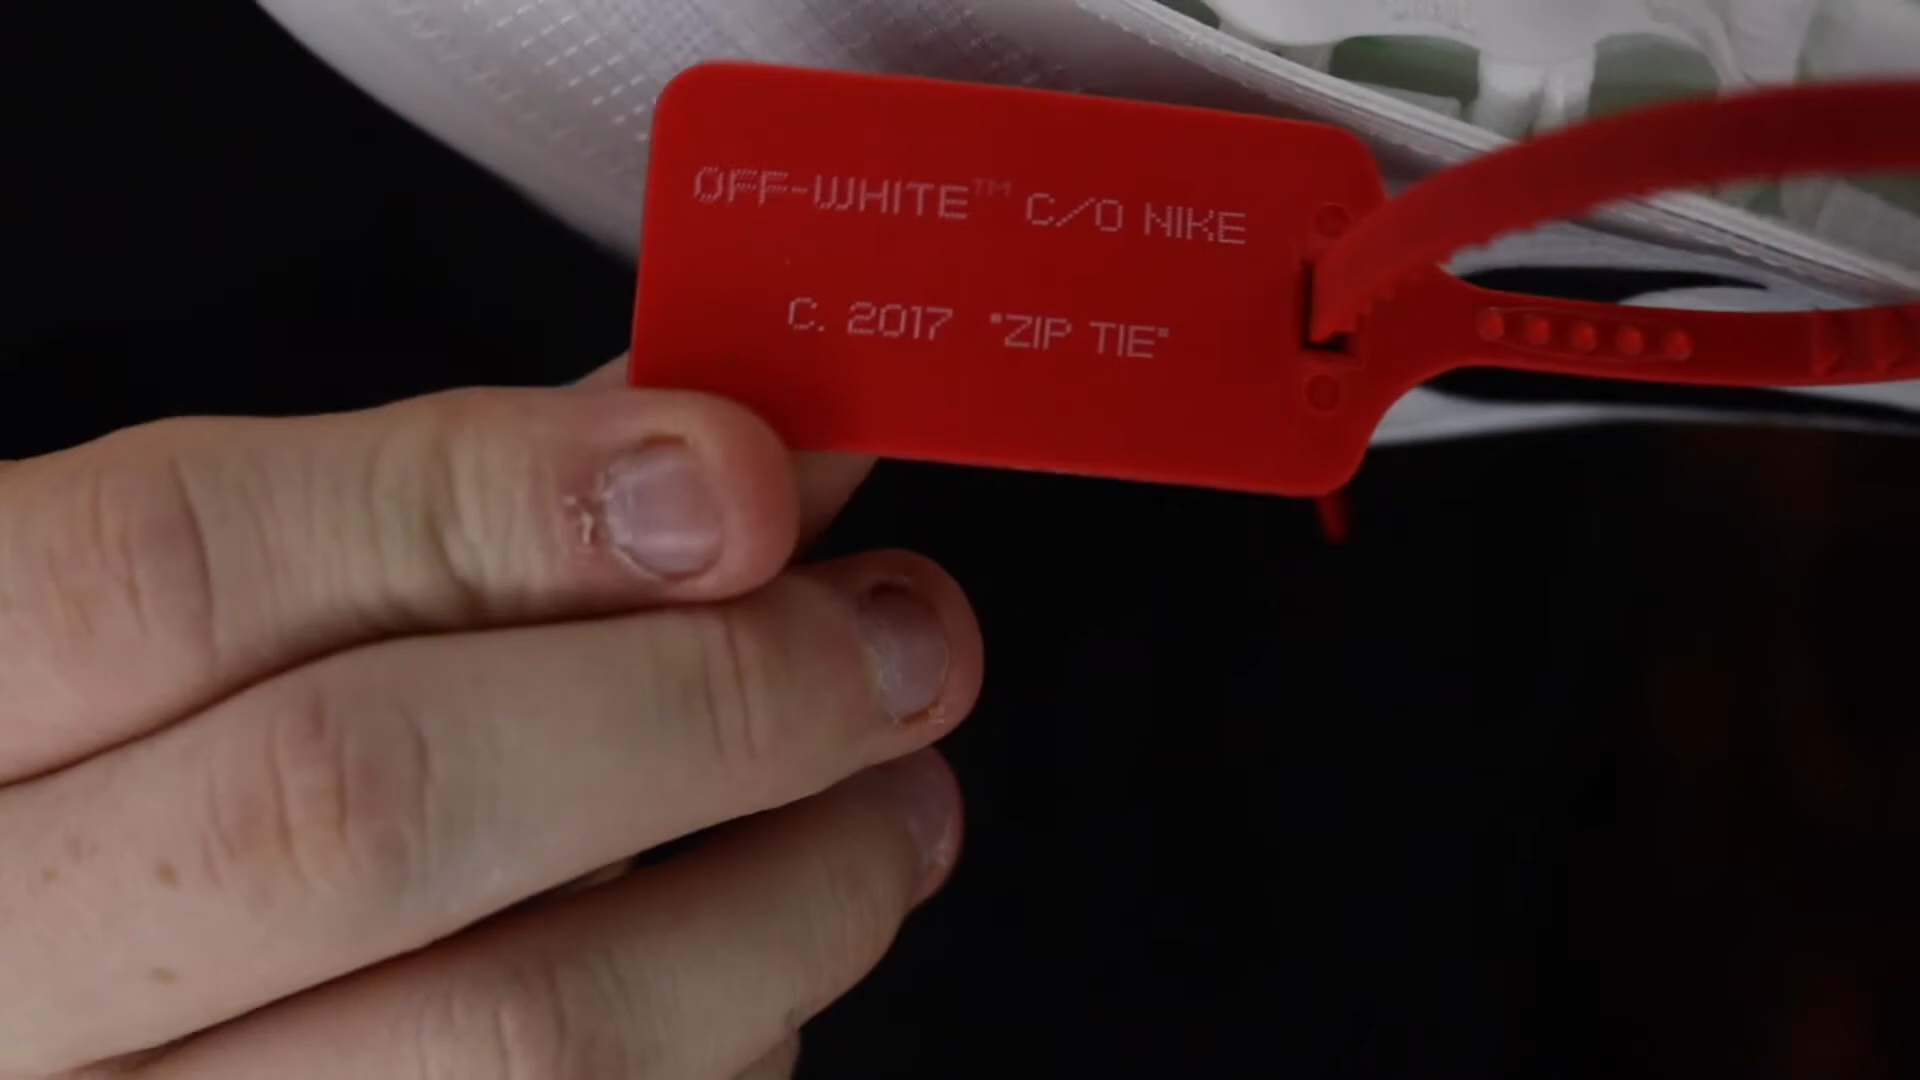 OFF-WHITE™ C/O NIKE
C. 2017 "ZIP TIE"